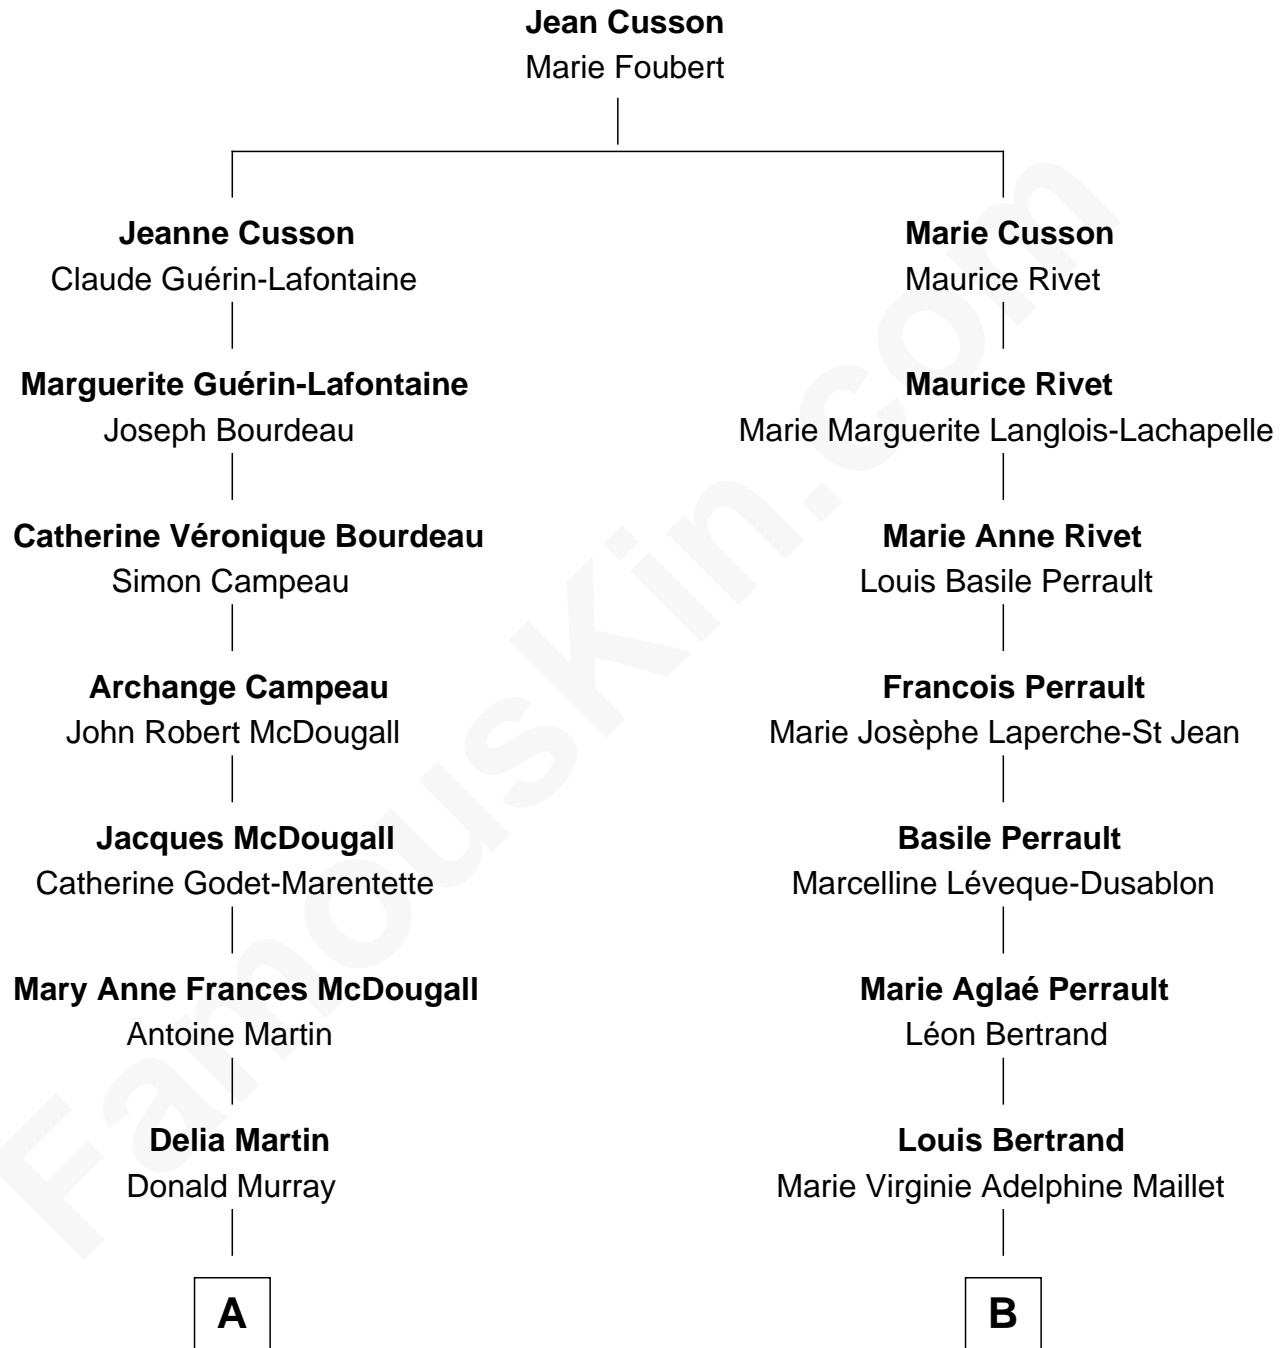 Jean Cusson
Marie Foubert
Jeanne Cusson
Claude Guérin-Lafontaine
Marie Cusson
Maurice Rivet
Marguerite Guérin-Lafontaine
Joseph Bourdeau
Maurice Rivet
Marie Marguerite Langlois-Lachapelle
Catherine Véronique Bourdeau
Simon Campeau
Marie Anne Rivet
Louis Basile Perrault
Archange Campeau
John Robert McDougall
Francois Perrault
Marie Josèphe Laperche-St Jean
Jacques McDougall
Catherine Godet-Marentette
Basile Perrault
Marcelline Léveque-Dusablon
Mary Anne Frances McDougall
Antoine Martin
Marie Aglaé Perrault
Léon Bertrand
Delia Martin
Donald Murray
Louis Bertrand
Marie Virginie Adelphine Maillet
A
B
FamousKin.com